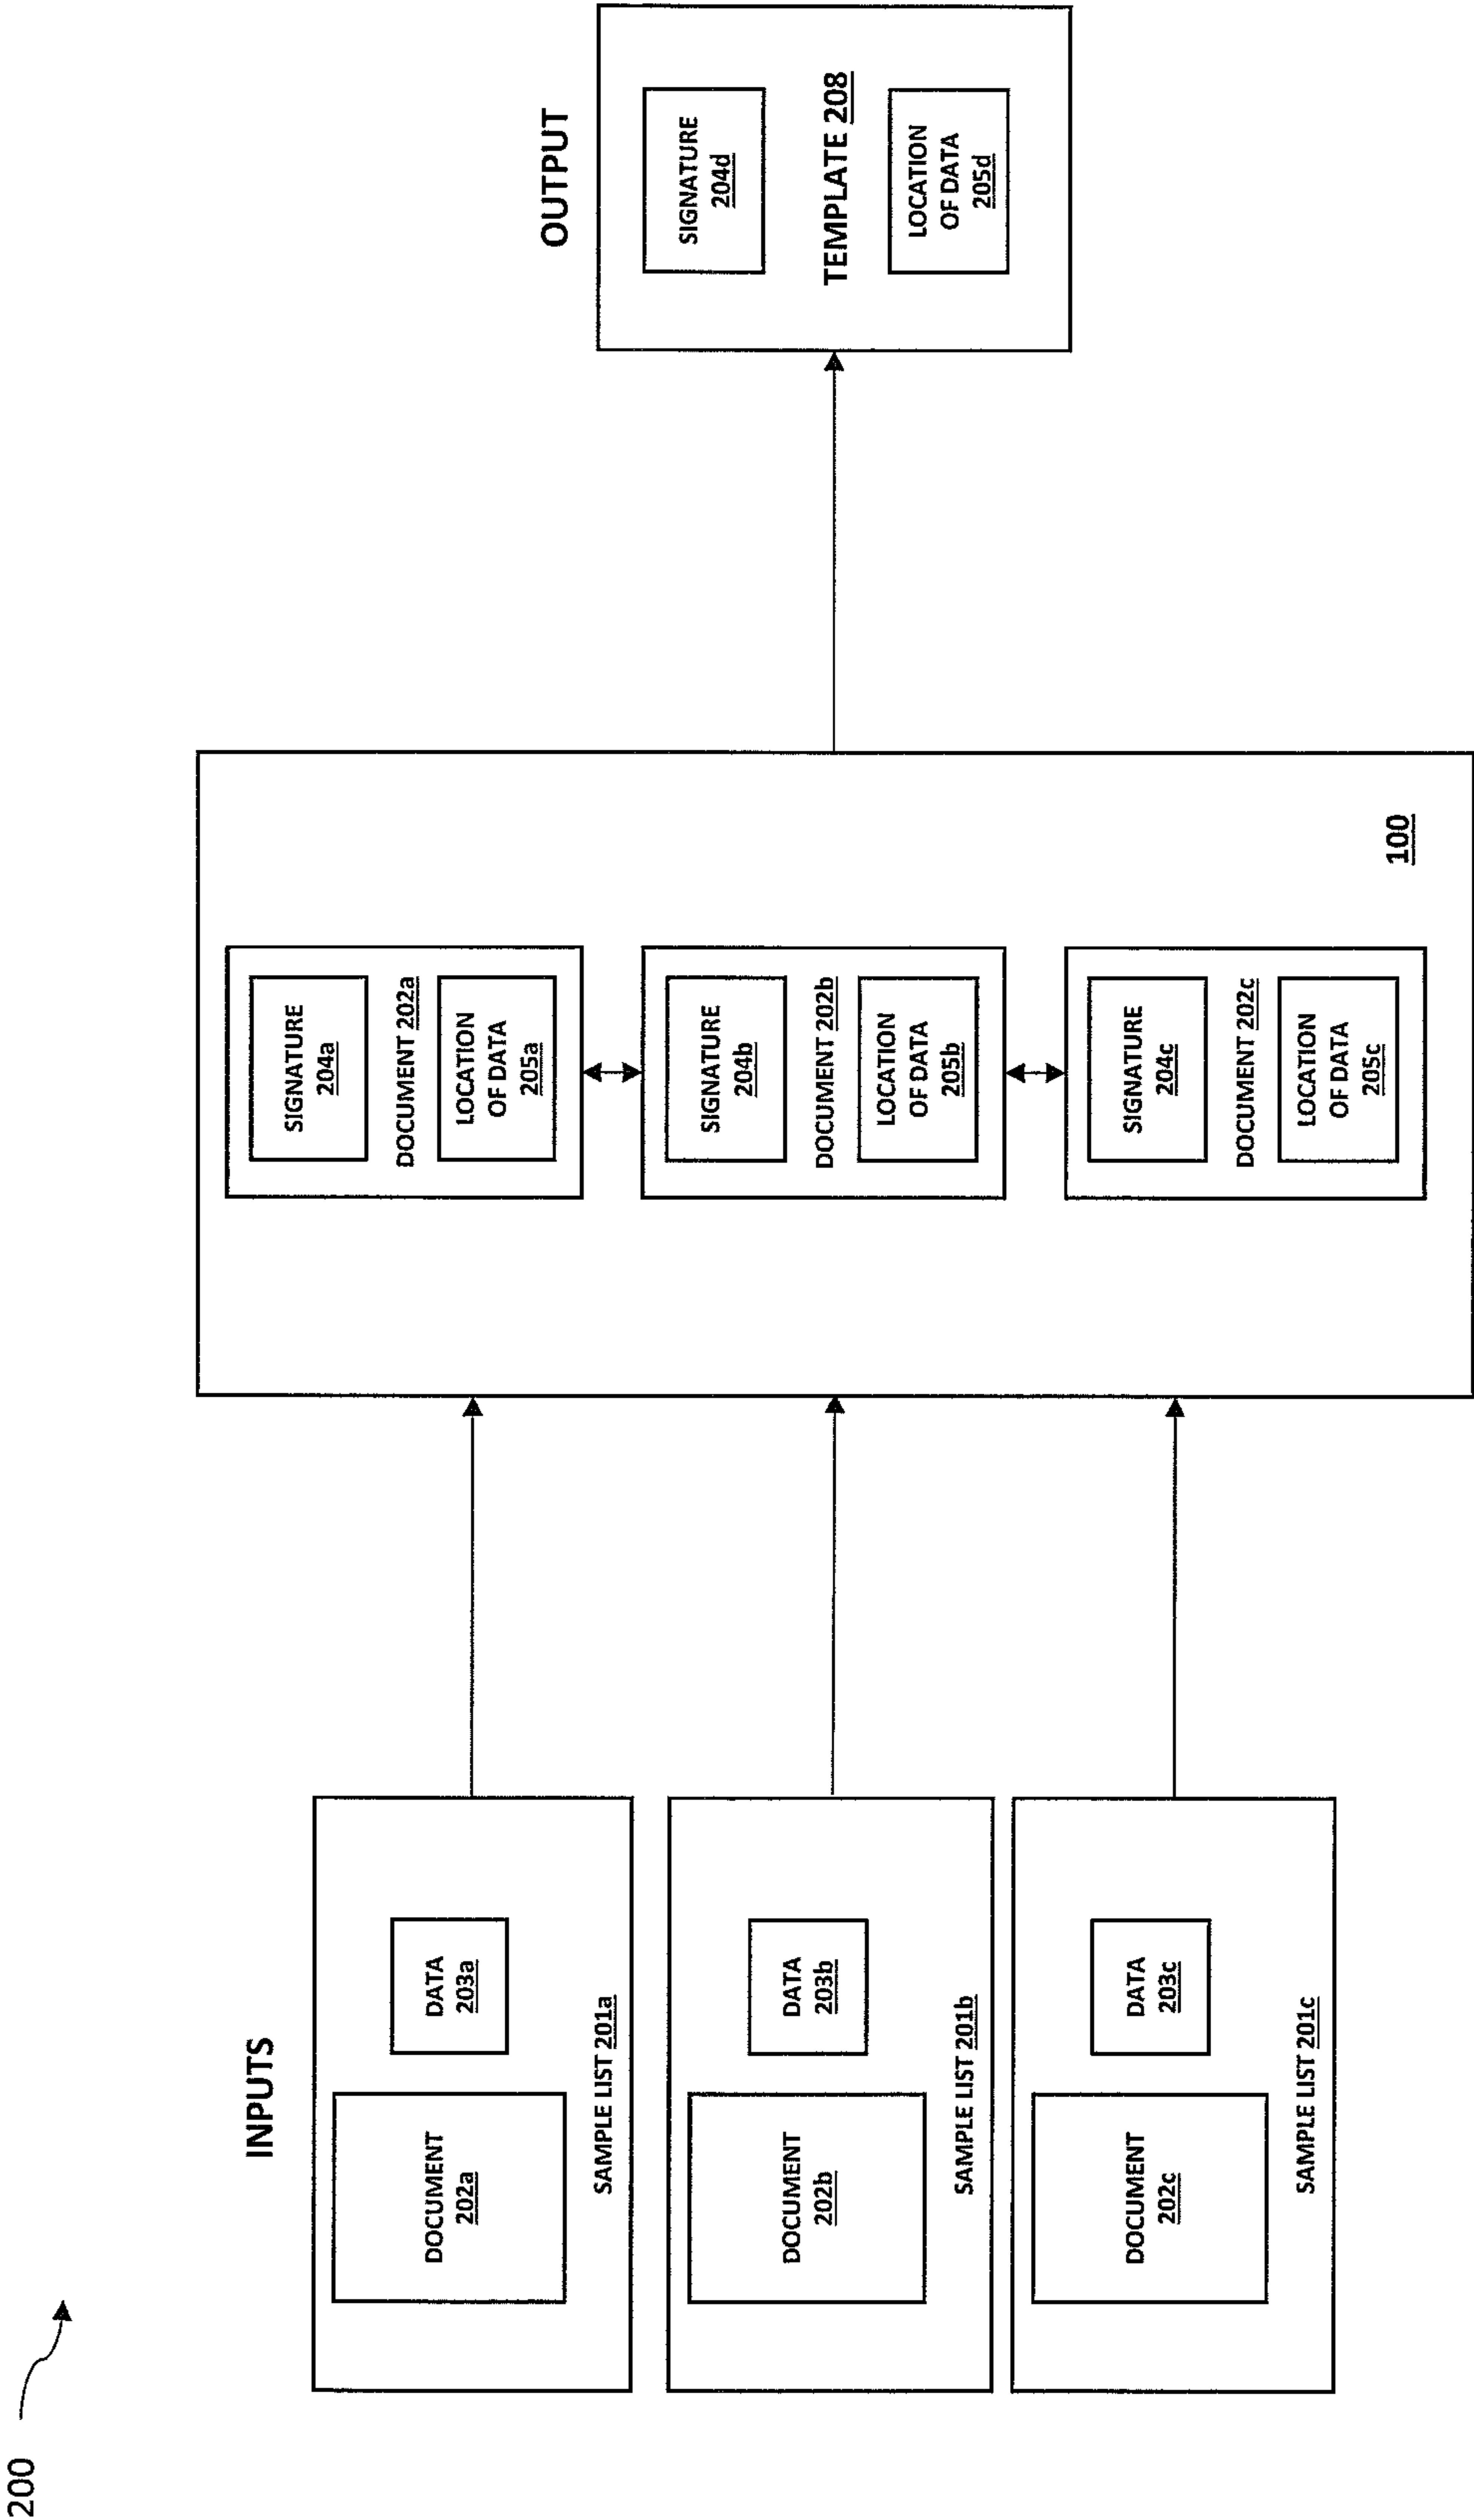 200
INPUTS
DOCUMENT
202a
DATA
203a
SAMPLE LIST 201a
DOCUMENT
202b
DATA
203b
SAMPLE LIST 201b
DOCUMENT
202c
DATA
203c
SAMPLE LIST 201c
SIGNATURE
204a
DOCUMENT 202a
LOCATION
OF DATA
205a
SIGNATURE
204b
DOCUMENT 202b
LOCATION
OF DATA
205b
SIGNATURE
204c
DOCUMENT 202c
LOCATION
OF DATA
205c
100
OUTPUT
SIGNATURE
204d
TEMPLATE 208
LOCATION
OF DATA
205d